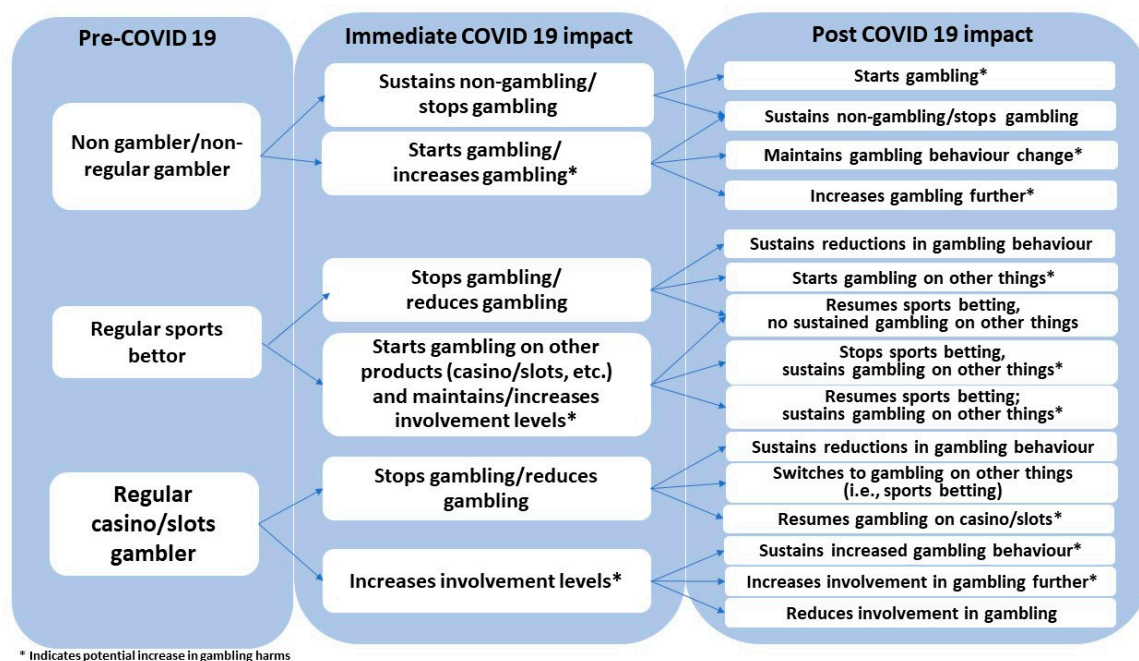 Pre-COVID 19
Non gambler/non-
regular gambler
Regular sports
bettor
Regular
casino/slots
gambler
Immediate COVID 19 impact
Sustains non-gambling/
stops gambling
Starts gambling/
increases gambling*
Stops gambling/
reduces gambling
Starts gambling on other
products (casino/slots, etc.)
and maintains/increases
involvement levels*
Stops gambling/reduces
gambling
Increases involvement levels*
Post COVID 19 impact
Starts gambling*
Sustains non-gambling/stops gambling
Maintains gambling behaviour change*
Increases gambling further*
Sustains reductions in gambling behaviour
Starts gambling on other things*
Resumes sports betting,
no sustained gambling on other things
Stops sports betting,
sustains gambling on other things*
Resumes sports betting;
sustains gambling on other things*
Sustains reductions in gambling behaviour
Switches to gambling on other things
(i.e., sports betting)
Resumes gambling on casino/slots*
Sustains increased gambling behaviour*
Increases involvement in gambling further*
Reduces involvement in gambling
* Indicates potential increase in gambling harms